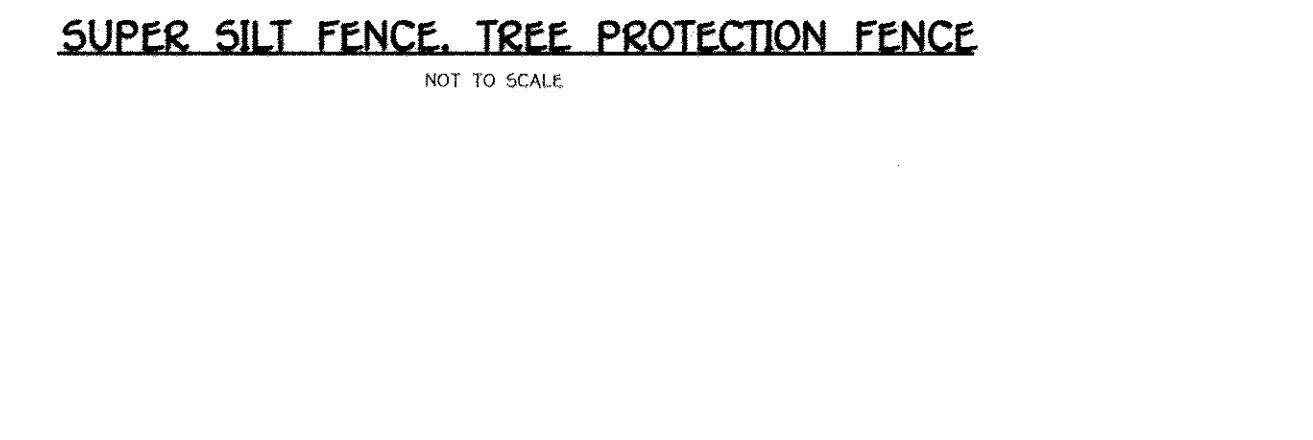 SUPER SILT FENCE. TREE PROTECTION FENCE
NOT TO SCALE